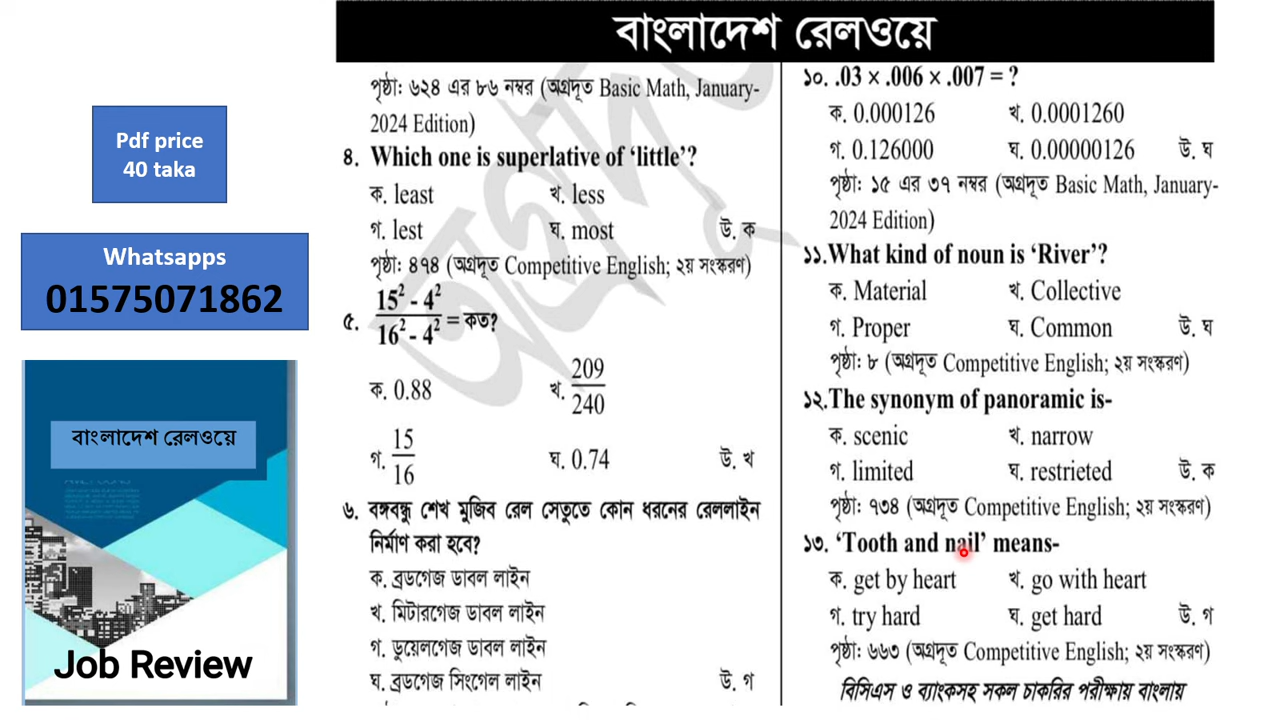 বাংলাদেশ রেলওয়ে
Pdf price
40 taka
Whatsapps
01575071862
বাংলাদেশ রেলওয়ে
Job Review
পৃষ্ঠা: ৬২৪ এর ৮৬ নম্বর (অগ্রদূত Basic Math, January-
2024 Edition)
৪. Which one is superlative of ‘little’?
ক. least খ. less
গ. lest ঘ. most উ. ক
পৃষ্ঠা: ৪৭৪ (অগ্রদূত Competitive English; ২য় সংস্করণ)
৫. (15² - 4²)/(16² - 4²) = কত?
ক. 0.88 খ. 209/240
গ. 15/16 ঘ. 0.74 উ. খ
৬. বঙ্গবন্ধু শেখ মুজিব রেল সেতুতে কোন ধরনের রেললাইন
নির্মাণ করা হবে?
ক. ব্রডগেজ ডাবল লাইন
খ. মিটারগেজ ডাবল লাইন
গ. ডুয়েলগেজ ডাবল লাইন
ঘ. ব্রডগেজ সিংগেল লাইন উ. গ
১০. .03 × .006 × .007 = ?
ক. 0.000126 খ. 0.0001260
গ. 0.126000 ঘ. 0.00000126 উ. ঘ
পৃষ্ঠা: ১৫ এর ৩৭ নম্বর (অগ্রদূত Basic Math, January-
2024 Edition)
১১.What kind of noun is ‘River’?
ক. Material খ. Collective
গ. Proper ঘ. Common উ. ঘ
পৃষ্ঠা: ৮ (অগ্রদূত Competitive English; ২য় সংস্করণ)
১২.The synonym of panoramic is-
ক. scenic খ. narrow
গ. limited ঘ. restrieted উ. ক
পৃষ্ঠা: ৭৩৪ (অগ্রদূত Competitive English; ২য় সংস্করণ)
১৩. ‘Tooth and nail’ means-
ক. get by heart খ. go with heart
গ. try hard ঘ. get hard উ. গ
পৃষ্ঠা: ৬৬৩ (অগ্রদূত Competitive English; ২য় সংস্করণ)
বিসিএস ও ব্যাংকসহ সকল চাকরির পরীক্ষায় বাংলায়
অগ্রদূত